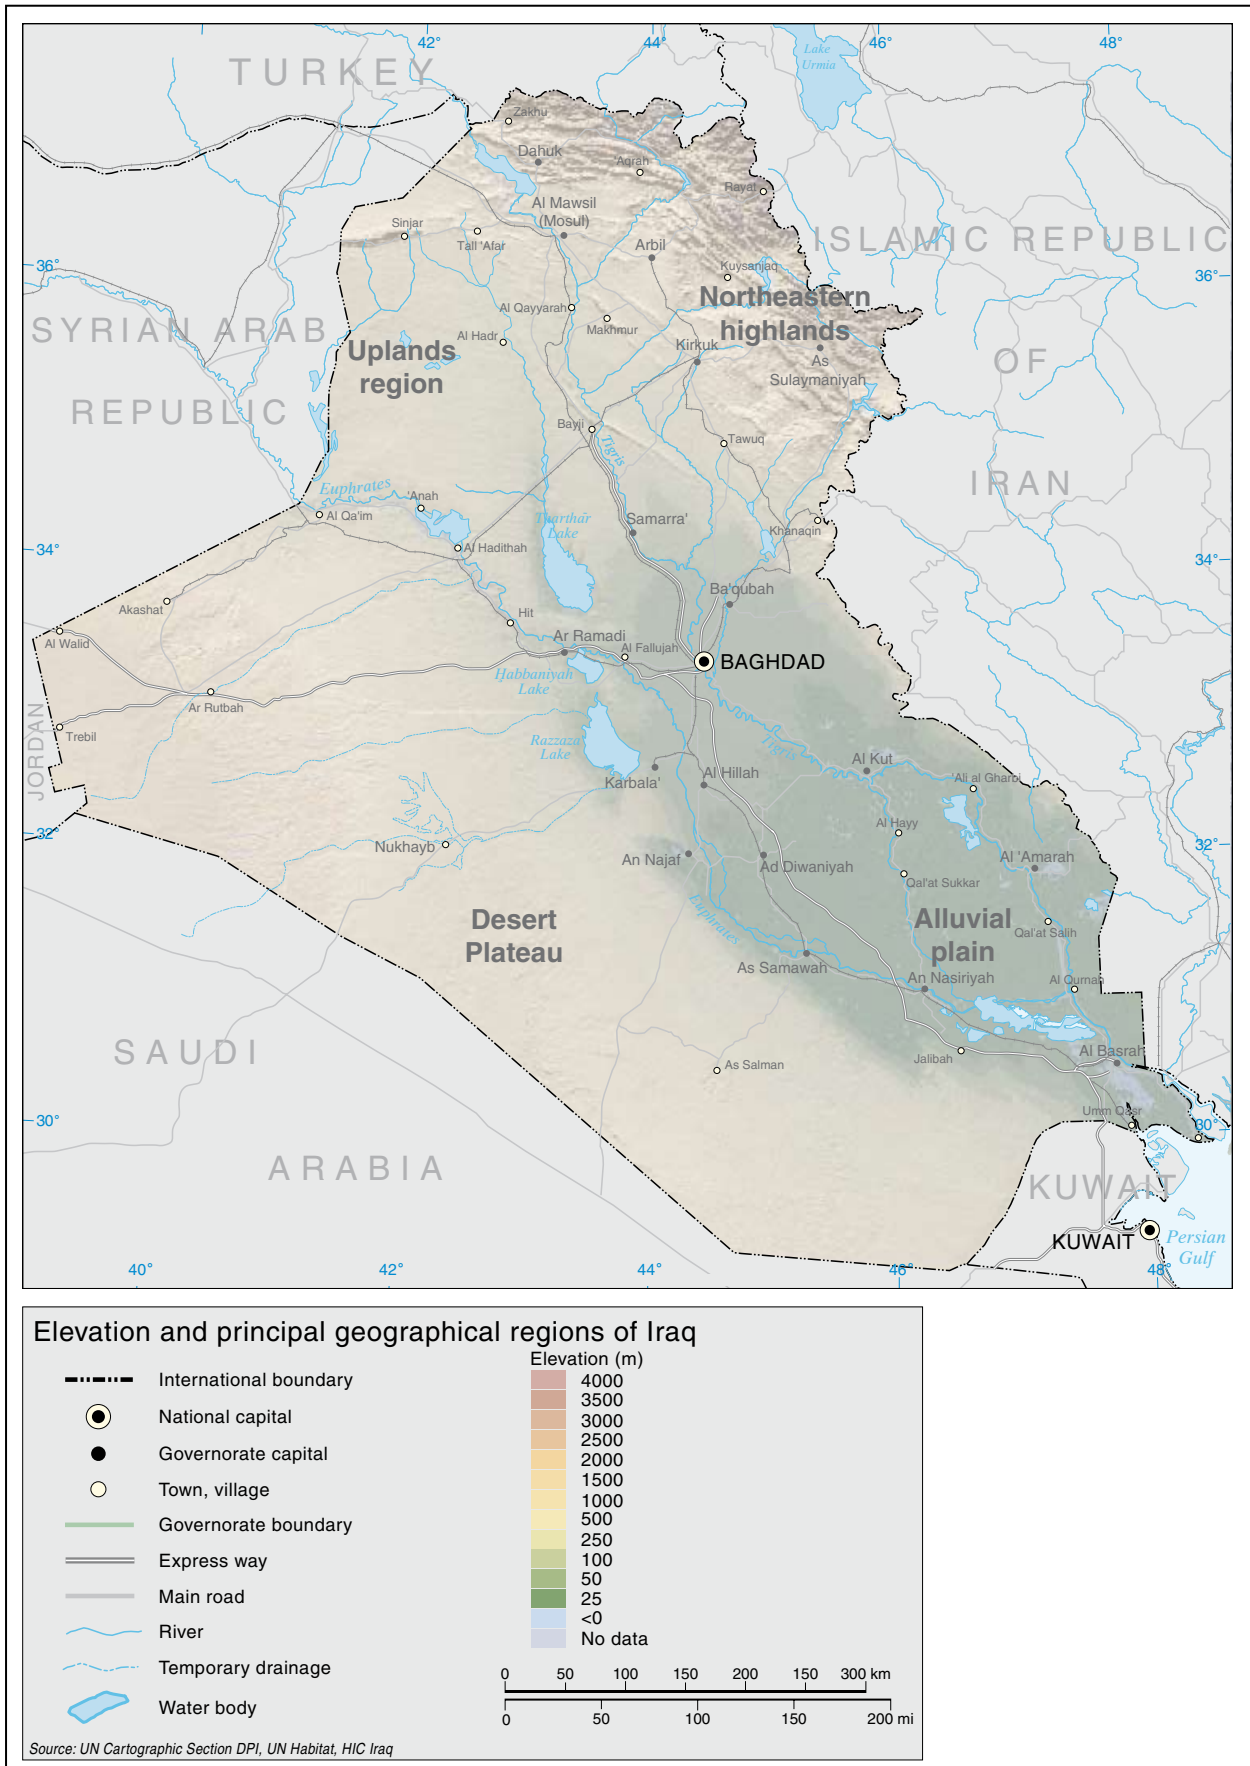 42°
44°
46°
48°
Lake
Urmia
TURKEY
Zakhu
Dahuk
'Aqrah
Rayat
Al Mawsil
(Mosul)
Sinjar
Tall 'Afar
Arbil
ISLAMIC REPUBLIC
36°
36°
Kuysanjaq
Northeastern
highlands
Al Qayyarah
Makhmur
SYRIAN ARAB
Al Hadr
Uplands
region
Kirkuk
OF
As
Sulaymaniyah
REPUBLIC
Bayji
Tigris
Tawuq
IRAN
Euphrates
'Anah
Al Qa'im
Tharthár
Lake
Samarra'
Khanaqin
34°
Al Hadithah
34°
Ba'qubah
Akashat
Hit
Al Walid
Ar Ramadi
Al Fallujah
BAGHDAD
Habbaniyah
Lake
Ar Rutbah
JORDAN
Trebil
Razzaza
Lake
Tigris
Al Kut
Karbala'
Al Hillah
'Ali al Gharbi
32°
Al Hayy
32°
Nukhayb
An Najaf
Ad Diwaniyah
Al 'Amarah
Qal'at Sukkar
Desert
Plateau
Euphrates
Alluvial
plain
Qal'at Salih
As Samawah
An Nasiriyah
Al Qurnah
SAUDI
As Salman
Jalibah
Al Basrah
30°
Umm Qasr
30°
ARABIA
KUWAIT
KUWAIT
Persian
Gulf
40°
42°
44°
46°
48°
Elevation and principal geographical regions of Iraq
International boundary
National capital
Governorate capital
Town, village
Governorate boundary
Express way
Main road
River
Temporary drainage
Water body
Elevation (m)
4000
3500
3000
2500
2000
1500
1000
500
250
100
50
25
<0
No data
0 50 100 150 200 150 300 km
0 50 100 150 200 mi
Source: UN Cartographic Section DPI, UN Habitat, HIC Iraq